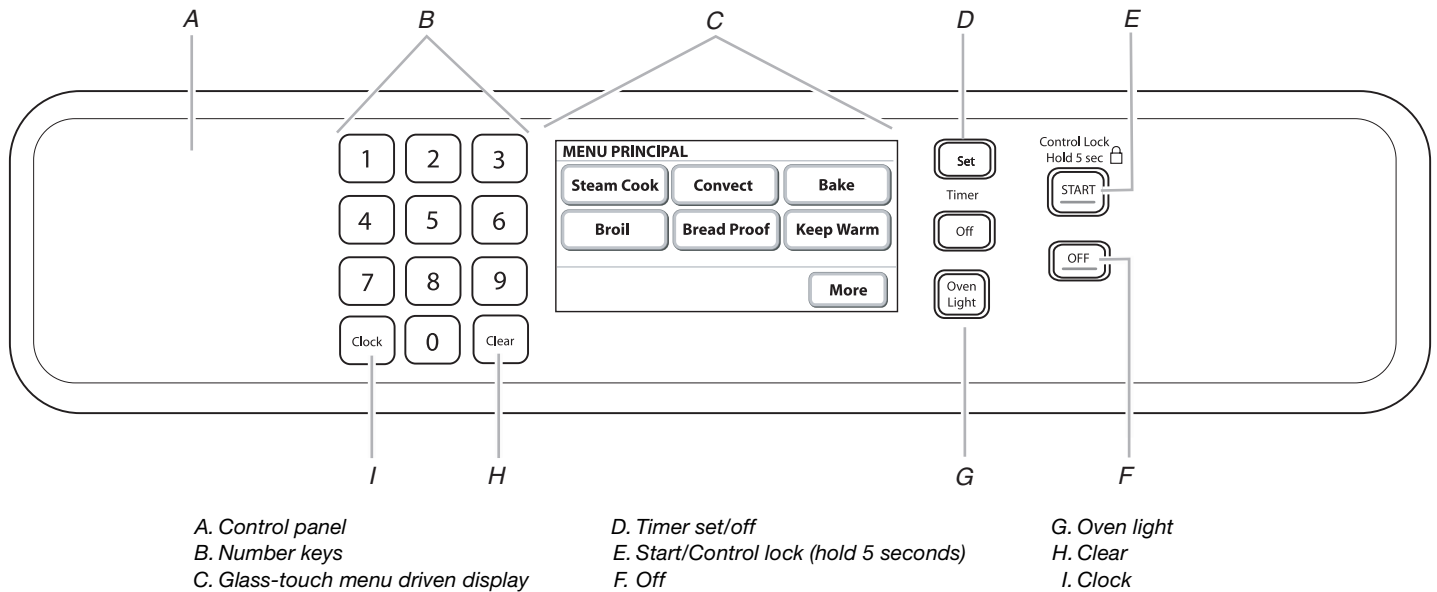 A B C D E
1 2 3
4 5 6
7 8 9
Clock 0 Clear
MENU PRINCIPAL
Steam Cook Convect Bake
Broil Bread Proof Keep Warm
More
Set
Timer
Off
Oven
Light
Control Lock
Hold 5 sec
START
OFF
I H G F
A. Control panel
B. Number keys
C. Glass-touch menu driven display
D. Timer set/off
E. Start/Control lock (hold 5 seconds)
F. Off
G. Oven light
H. Clear
I. Clock